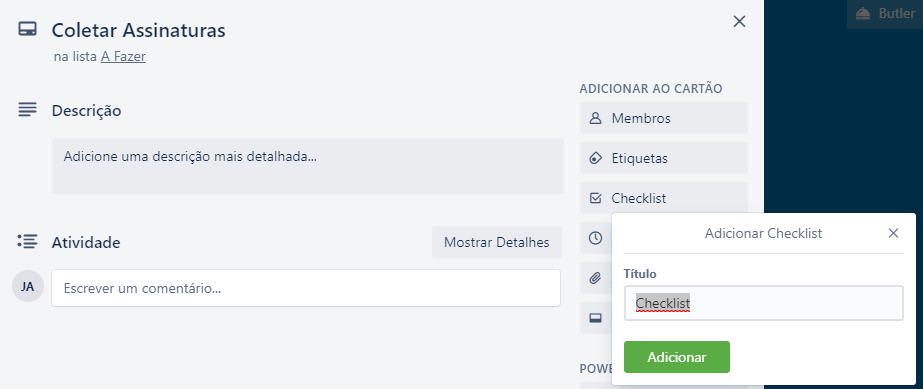 Butler
Coletar Assinaturas
na lista A Fazer
Descrição
Adicione uma descrição mais detalhada...
Atividade
Mostrar Detalhes
JA
Escrever um comentário...
ADICIONAR AO CARTÃO
Membros
Etiquetas
Checklist
Adicionar Checklist
Título
Checklist
Adicionar
POWE